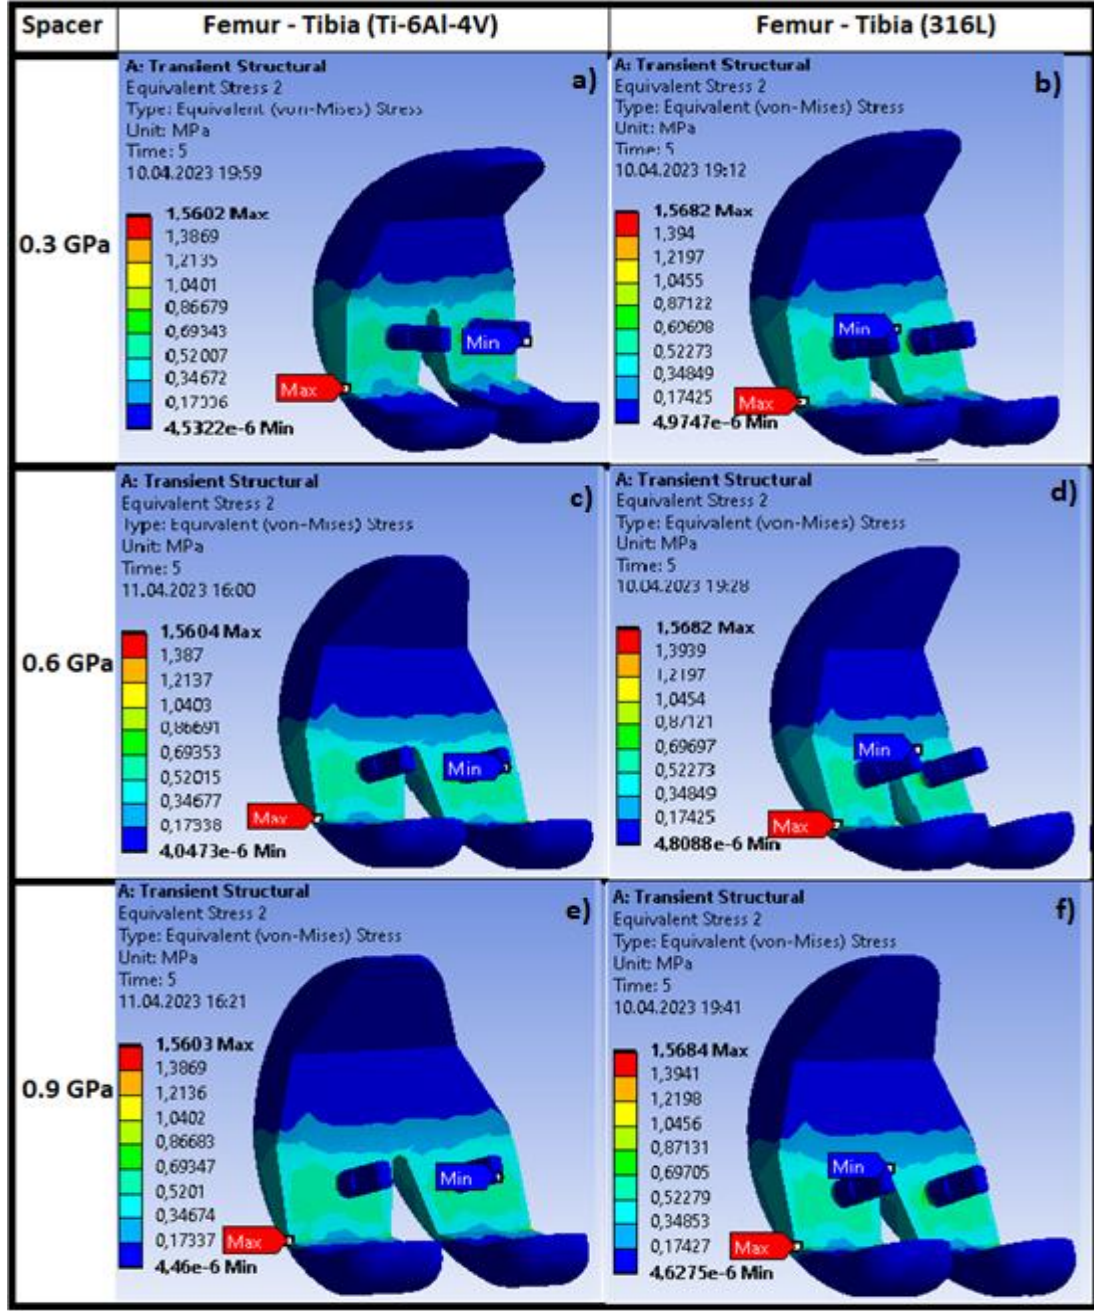 Spacer
Femur - Tibia (Ti-6Al-4V)
Femur - Tibia (316L)
0.3 GPa
A: Transient Structural
Equivalent Stress 2
Type: Equivalent (von-Mises) Stress
Unit: MPa
Time: 5
10.04.2023 19:59
a)
1,5602 Max
1,3869
1,2135
1,0401
0,86679
0,69343
0,52007
0,34672
0,17336
4,5322e-6 Min
Min
Max
A: Transient Structural
Equivalent Stress 2
Type: Equivalent (von-Mises) Stress
Unit: MPa
Time: 5
10.04.2023 19:12
b)
1,5682 Max
1,394
1,2197
1,0455
0,87122
0,69698
0,52273
0,34849
0,17425
4,9747e-6 Min
Min
Max
0.6 GPa
A: Transient Structural
Equivalent Stress 2
Type: Equivalent (von-Mises) Stress
Unit: MPa
Time: 5
11.04.2023 16:00
c)
1,5604 Max
1,387
1,2137
1,0403
0,86691
0,69353
0,52015
0,34677
0,17338
4,0473e-6 Min
Min
Max
A: Transient Structural
Equivalent Stress 2
Type: Equivalent (von-Mises) Stress
Unit: MPa
Time: 5
10.04.2023 19:28
d)
1,5682 Max
1,3939
1,2197
1,0454
0,87121
0,69697
0,52273
0,34849
0,17425
4,8088e-6 Min
Min
Max
0.9 GPa
A: Transient Structural
Equivalent Stress 2
Type: Equivalent (von-Mises) Stress
Unit: MPa
Time: 5
11.04.2023 16:21
e)
1,5603 Max
1,3869
1,2136
1,0402
0,86683
0,69347
0,5201
0,34674
0,17337
4,46e-6 Min
Min
Max
A: Transient Structural
Equivalent Stress 2
Type: Equivalent (von-Mises) Stress
Unit: MPa
Time: 5
10.04.2023 19:41
f)
1,5684 Max
1,3941
1,2198
1,0456
0,87131
0,69705
0,52279
0,34853
0,17427
4,6275e-6 Min
Min
Max